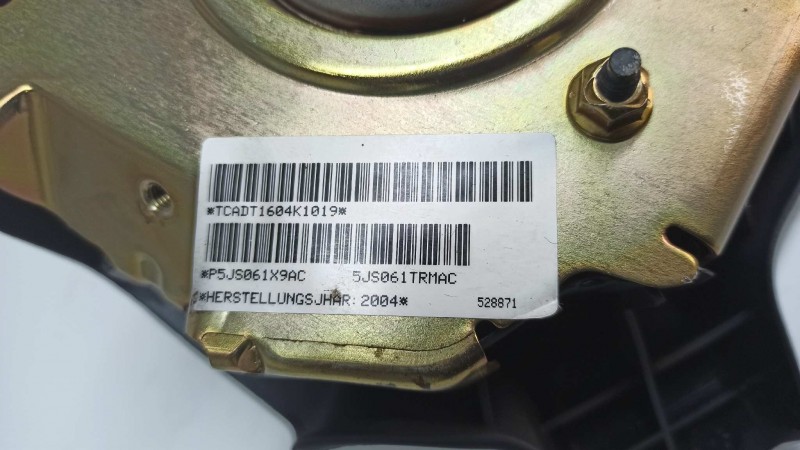 *TCADT1604K1019*
*P5JS061X9AC 5JS061TRMAC
*HERSTELLUNGSJHAR:2004* 528871